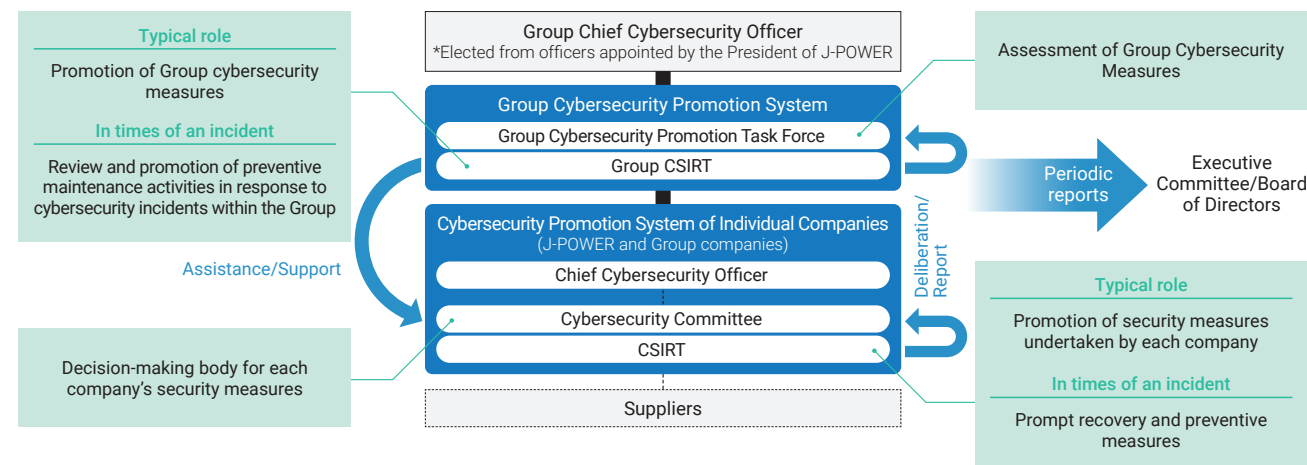 Typical role
Promotion of Group cybersecurity
measures
In times of an incident
Review and promotion of preventive
maintenance activities in response to
cybersecurity incidents within the Group
Group Chief Cybersecurity Officer
*Elected from officers appointed by the President of J-POWER
Group Cybersecurity Promotion System
Group Cybersecurity Promotion Task Force
Group CSIRT
Assessment of Group Cybersecurity
Measures
Periodic
reports
Executive
Committee/Board
of Directors
Assistance/Support
Cybersecurity Promotion System of Individual Companies
(J-POWER and Group companies)
Chief Cybersecurity Officer
Cybersecurity Committee
CSIRT
Deliberation/
Report
Decision-making body for each
company's security measures
Typical role
Promotion of security measures
undertaken by each company
In times of an incident
Prompt recovery and preventive
measures
Suppliers